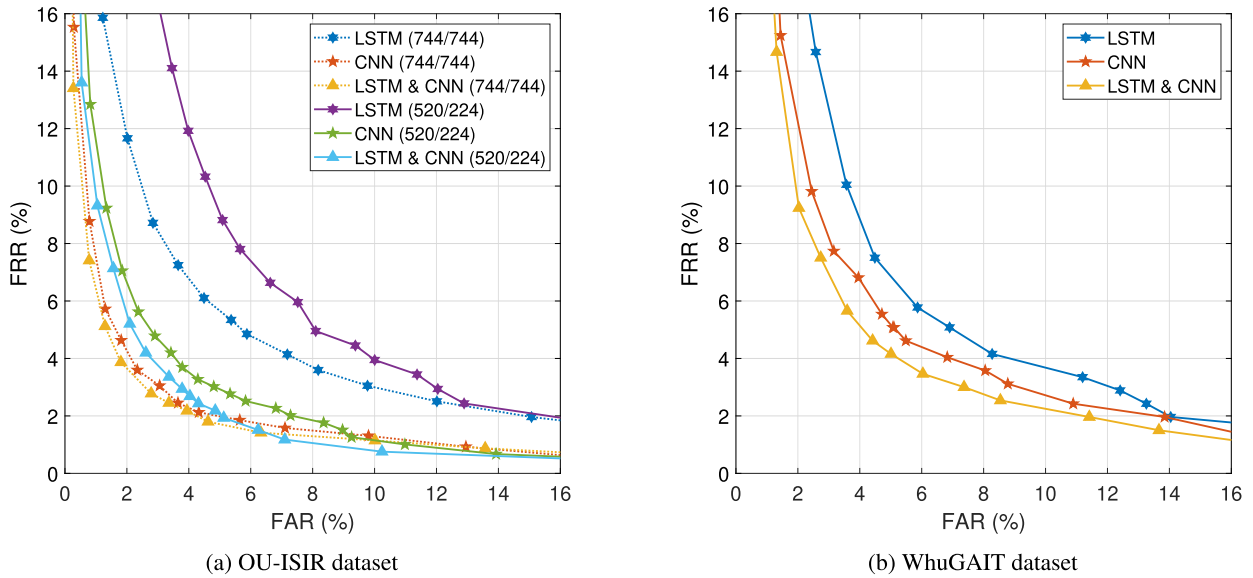 16
14
12
10
8
6
4
2
0
FRR (%)
0 2 4 6 8 10 12 14 16
FAR (%)
LSTM (744/744)
CNN (744/744)
LSTM & CNN (744/744)
LSTM (520/224)
CNN (520/224)
LSTM & CNN (520/224)
(a) OU-ISIR dataset
16
14
12
10
8
6
4
2
0
FRR (%)
0 2 4 6 8 10 12 14 16
FAR (%)
LSTM
CNN
LSTM & CNN
(b) WhuGAIT dataset